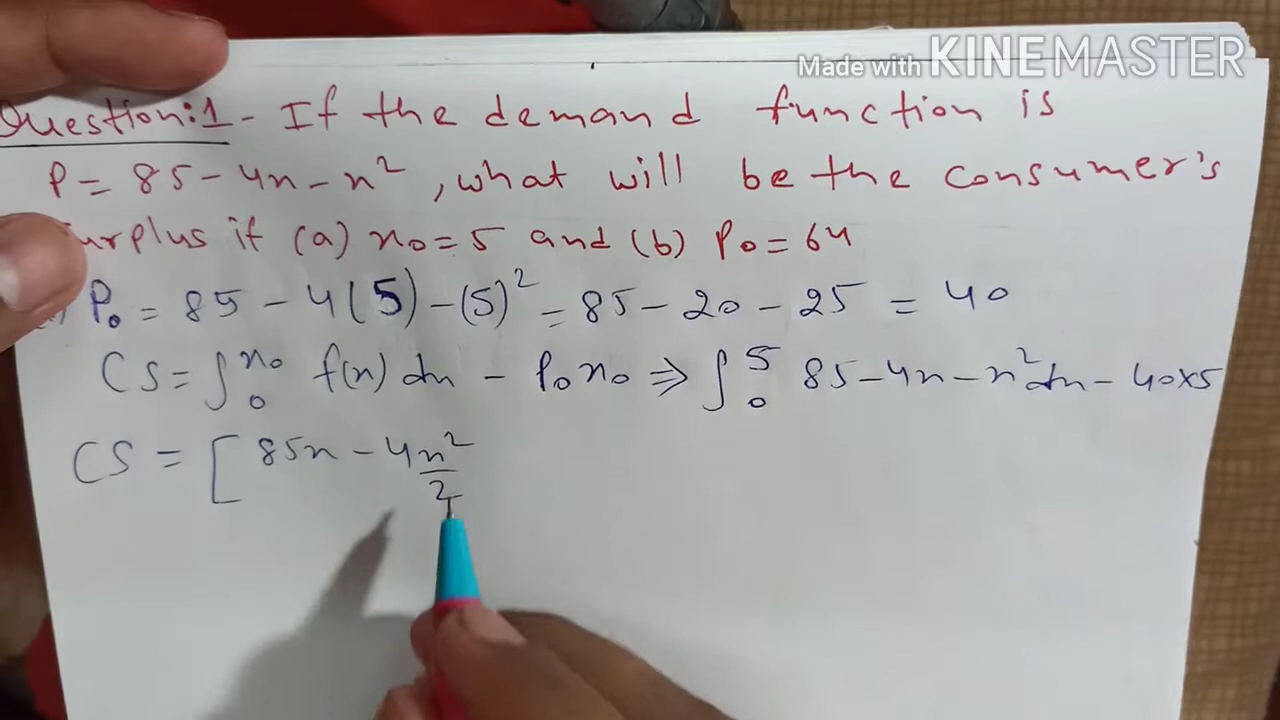 Made with KINEMASTER
Question:1 - If the demand function is
P = 85 - 4x - x², what will be the consumer's
surplus if (a) x₀ = 5 and (b) P₀ = 64
P₀ = 85 - 4(5) - (5)² = 85 - 20 - 25 = 40
CS = ∫₀^x₀ f(x) dx - P₀x₀ ⇒ ∫₀^5 85 - 4x - x² dx - 40×5
CS = [85x - 4x²/2